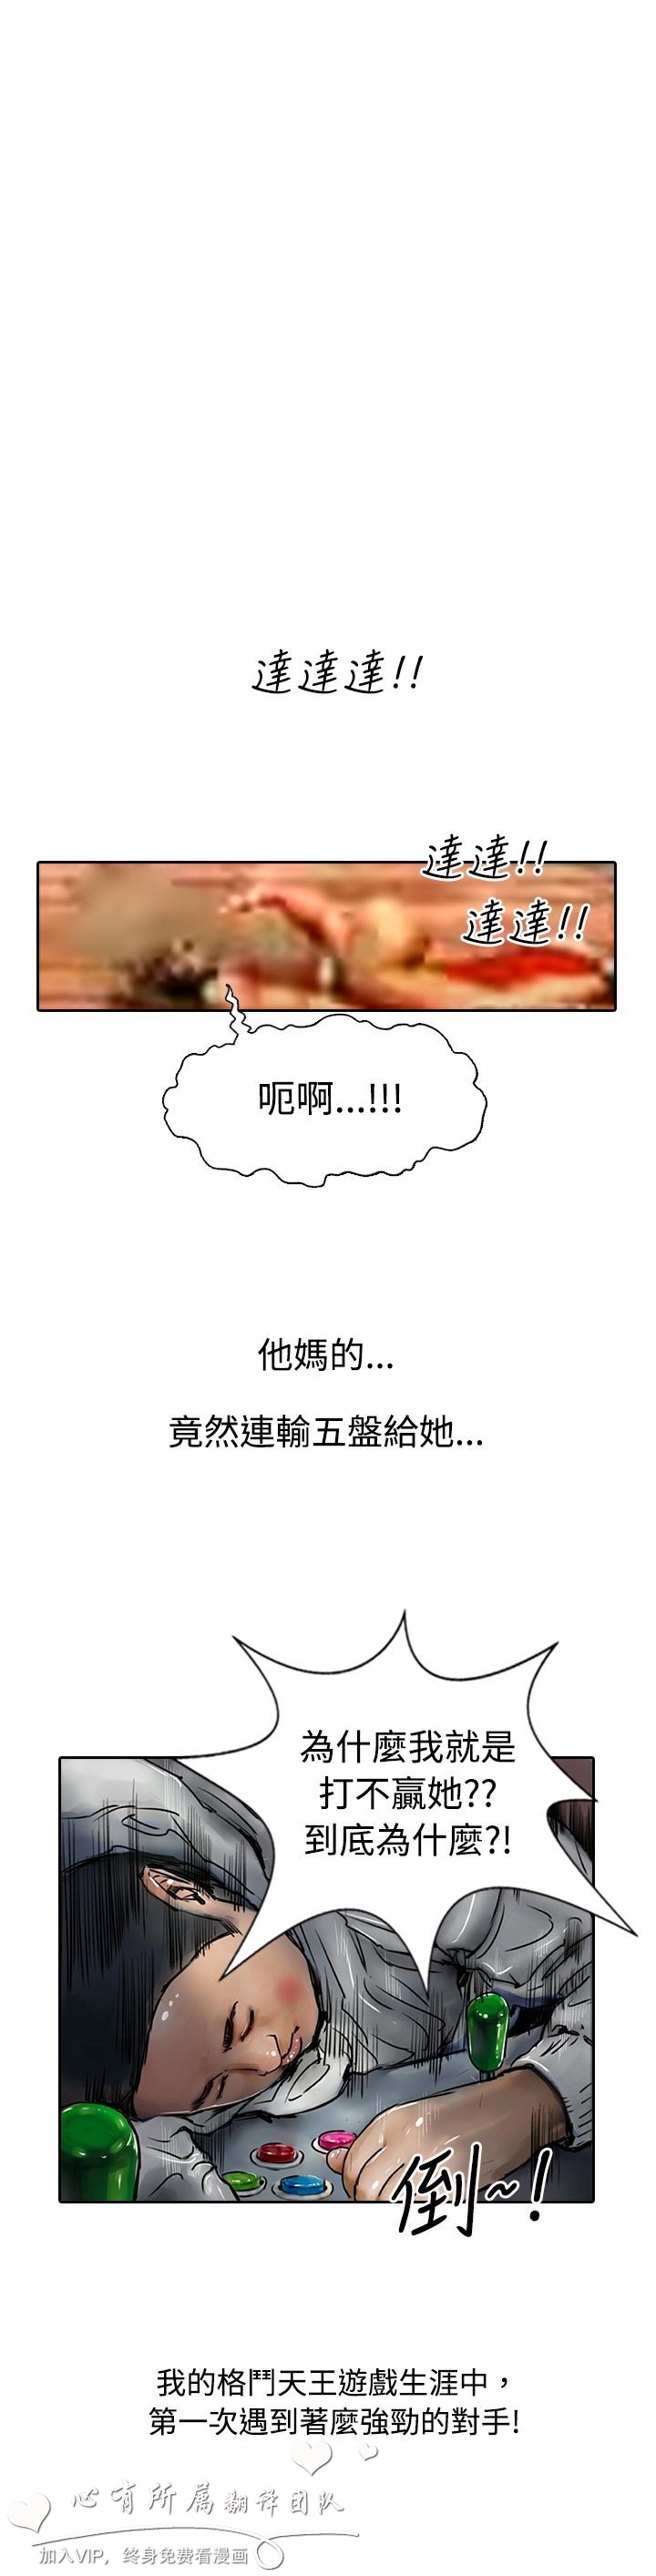 達達達!!
達達!!
達達!!
呃啊...!!!
他媽的...
竟然連輸五盤給她...
為什麼我就是
打不贏她??
到底為什麼?!
倒~!
我的格鬥天王遊戲生涯中，
第一次遇到著麼強勁的對手!
心有所属翻译团队
加入VIP，终身免费看漫画